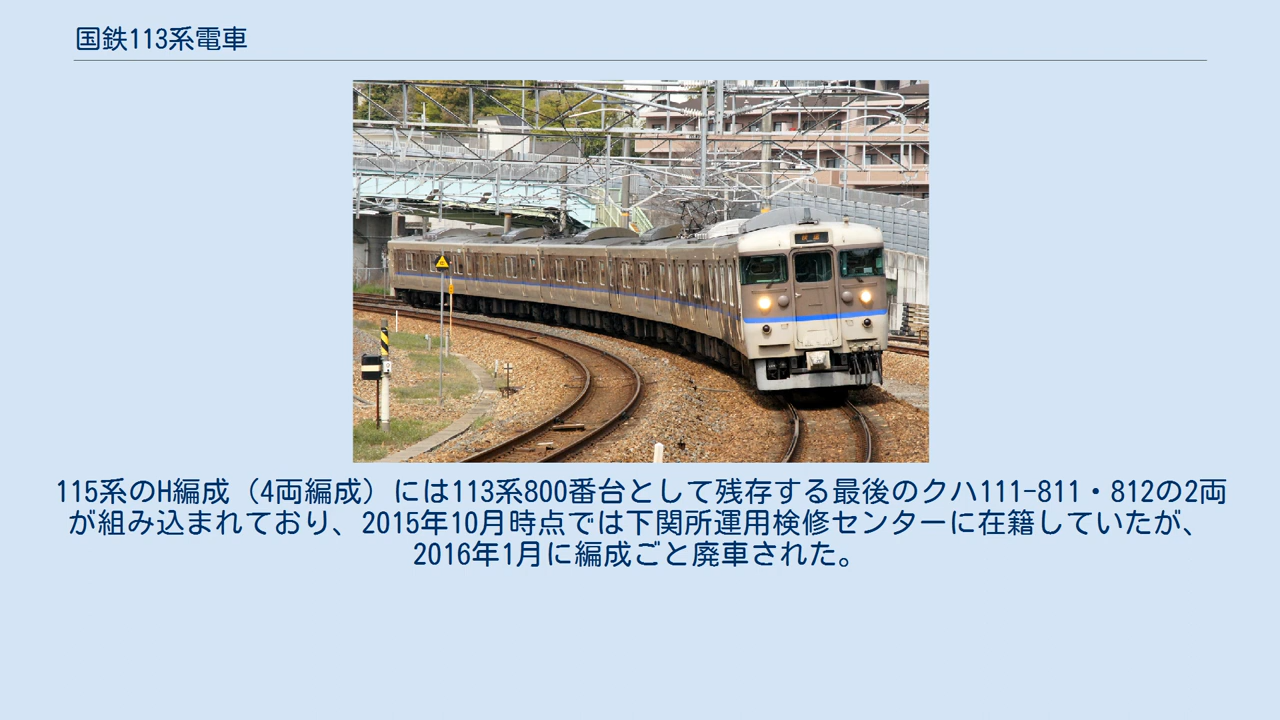 国鉄113系電車
115系のH編成（4両編成）には113系800番台として残存する最後のクハ111-811・812の2両
が組み込まれており、2015年10月時点では下関所運用検修センターに在籍していたが、
2016年1月に編成ごと廃車された。